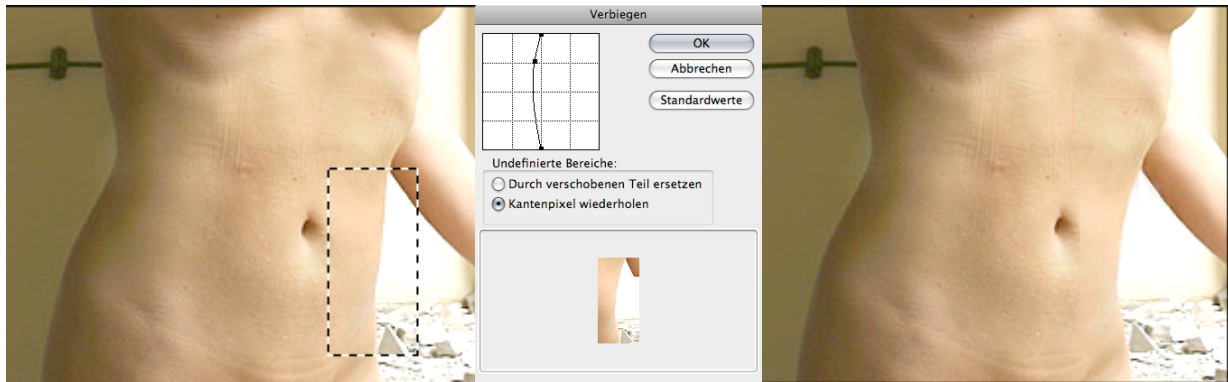 Verbiegen
OK
Abbrechen
Standardwerte
Undefinierte Bereiche:
Durch verschobenen Teil ersetzen
Kantenpixel wiederholen